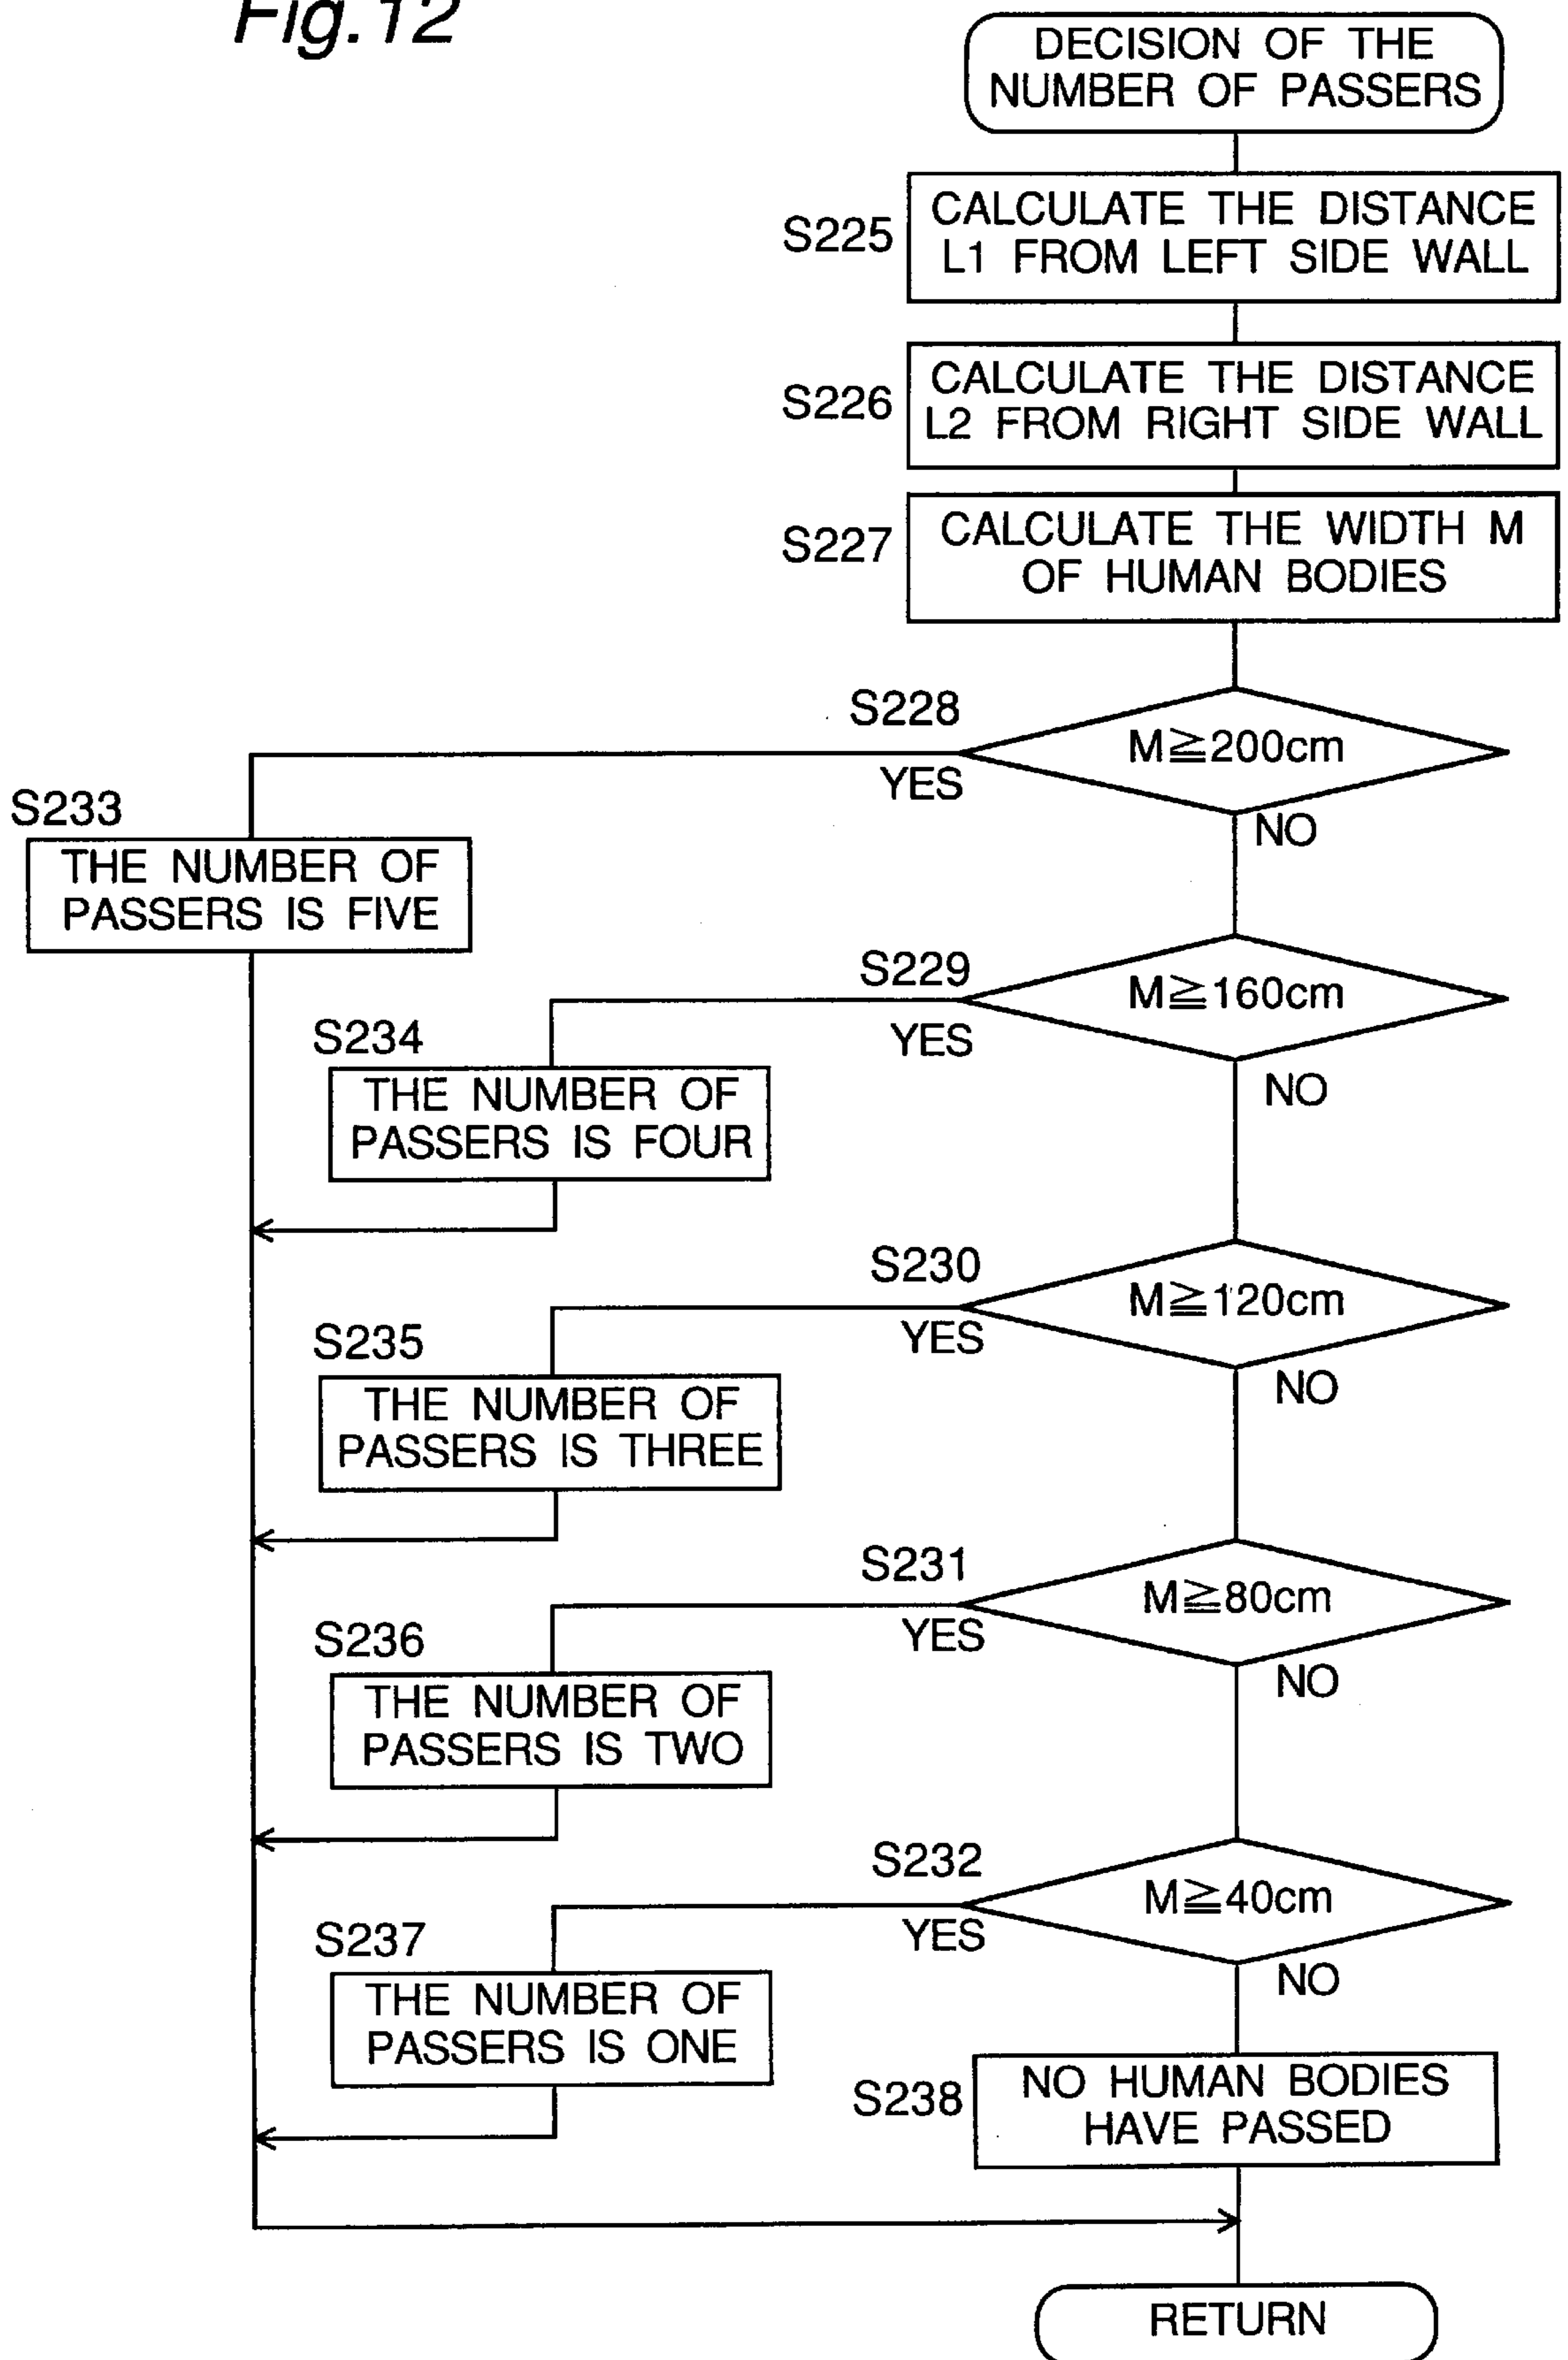 Fig.12
DECISION OF THE
NUMBER OF PASSERS
S225
CALCULATE THE DISTANCE
L1 FROM LEFT SIDE WALL
S226
CALCULATE THE DISTANCE
L2 FROM RIGHT SIDE WALL
S227
CALCULATE THE WIDTH M
OF HUMAN BODIES
S228
M≧200cm
YES
NO
S233
THE NUMBER OF
PASSERS IS FIVE
S229
M≧160cm
YES
NO
S234
THE NUMBER OF
PASSERS IS FOUR
S230
M≧120cm
YES
NO
S235
THE NUMBER OF
PASSERS IS THREE
S231
M≧80cm
YES
NO
S236
THE NUMBER OF
PASSERS IS TWO
S232
M≧40cm
YES
NO
S237
THE NUMBER OF
PASSERS IS ONE
S238
NO HUMAN BODIES
HAVE PASSED
RETURN